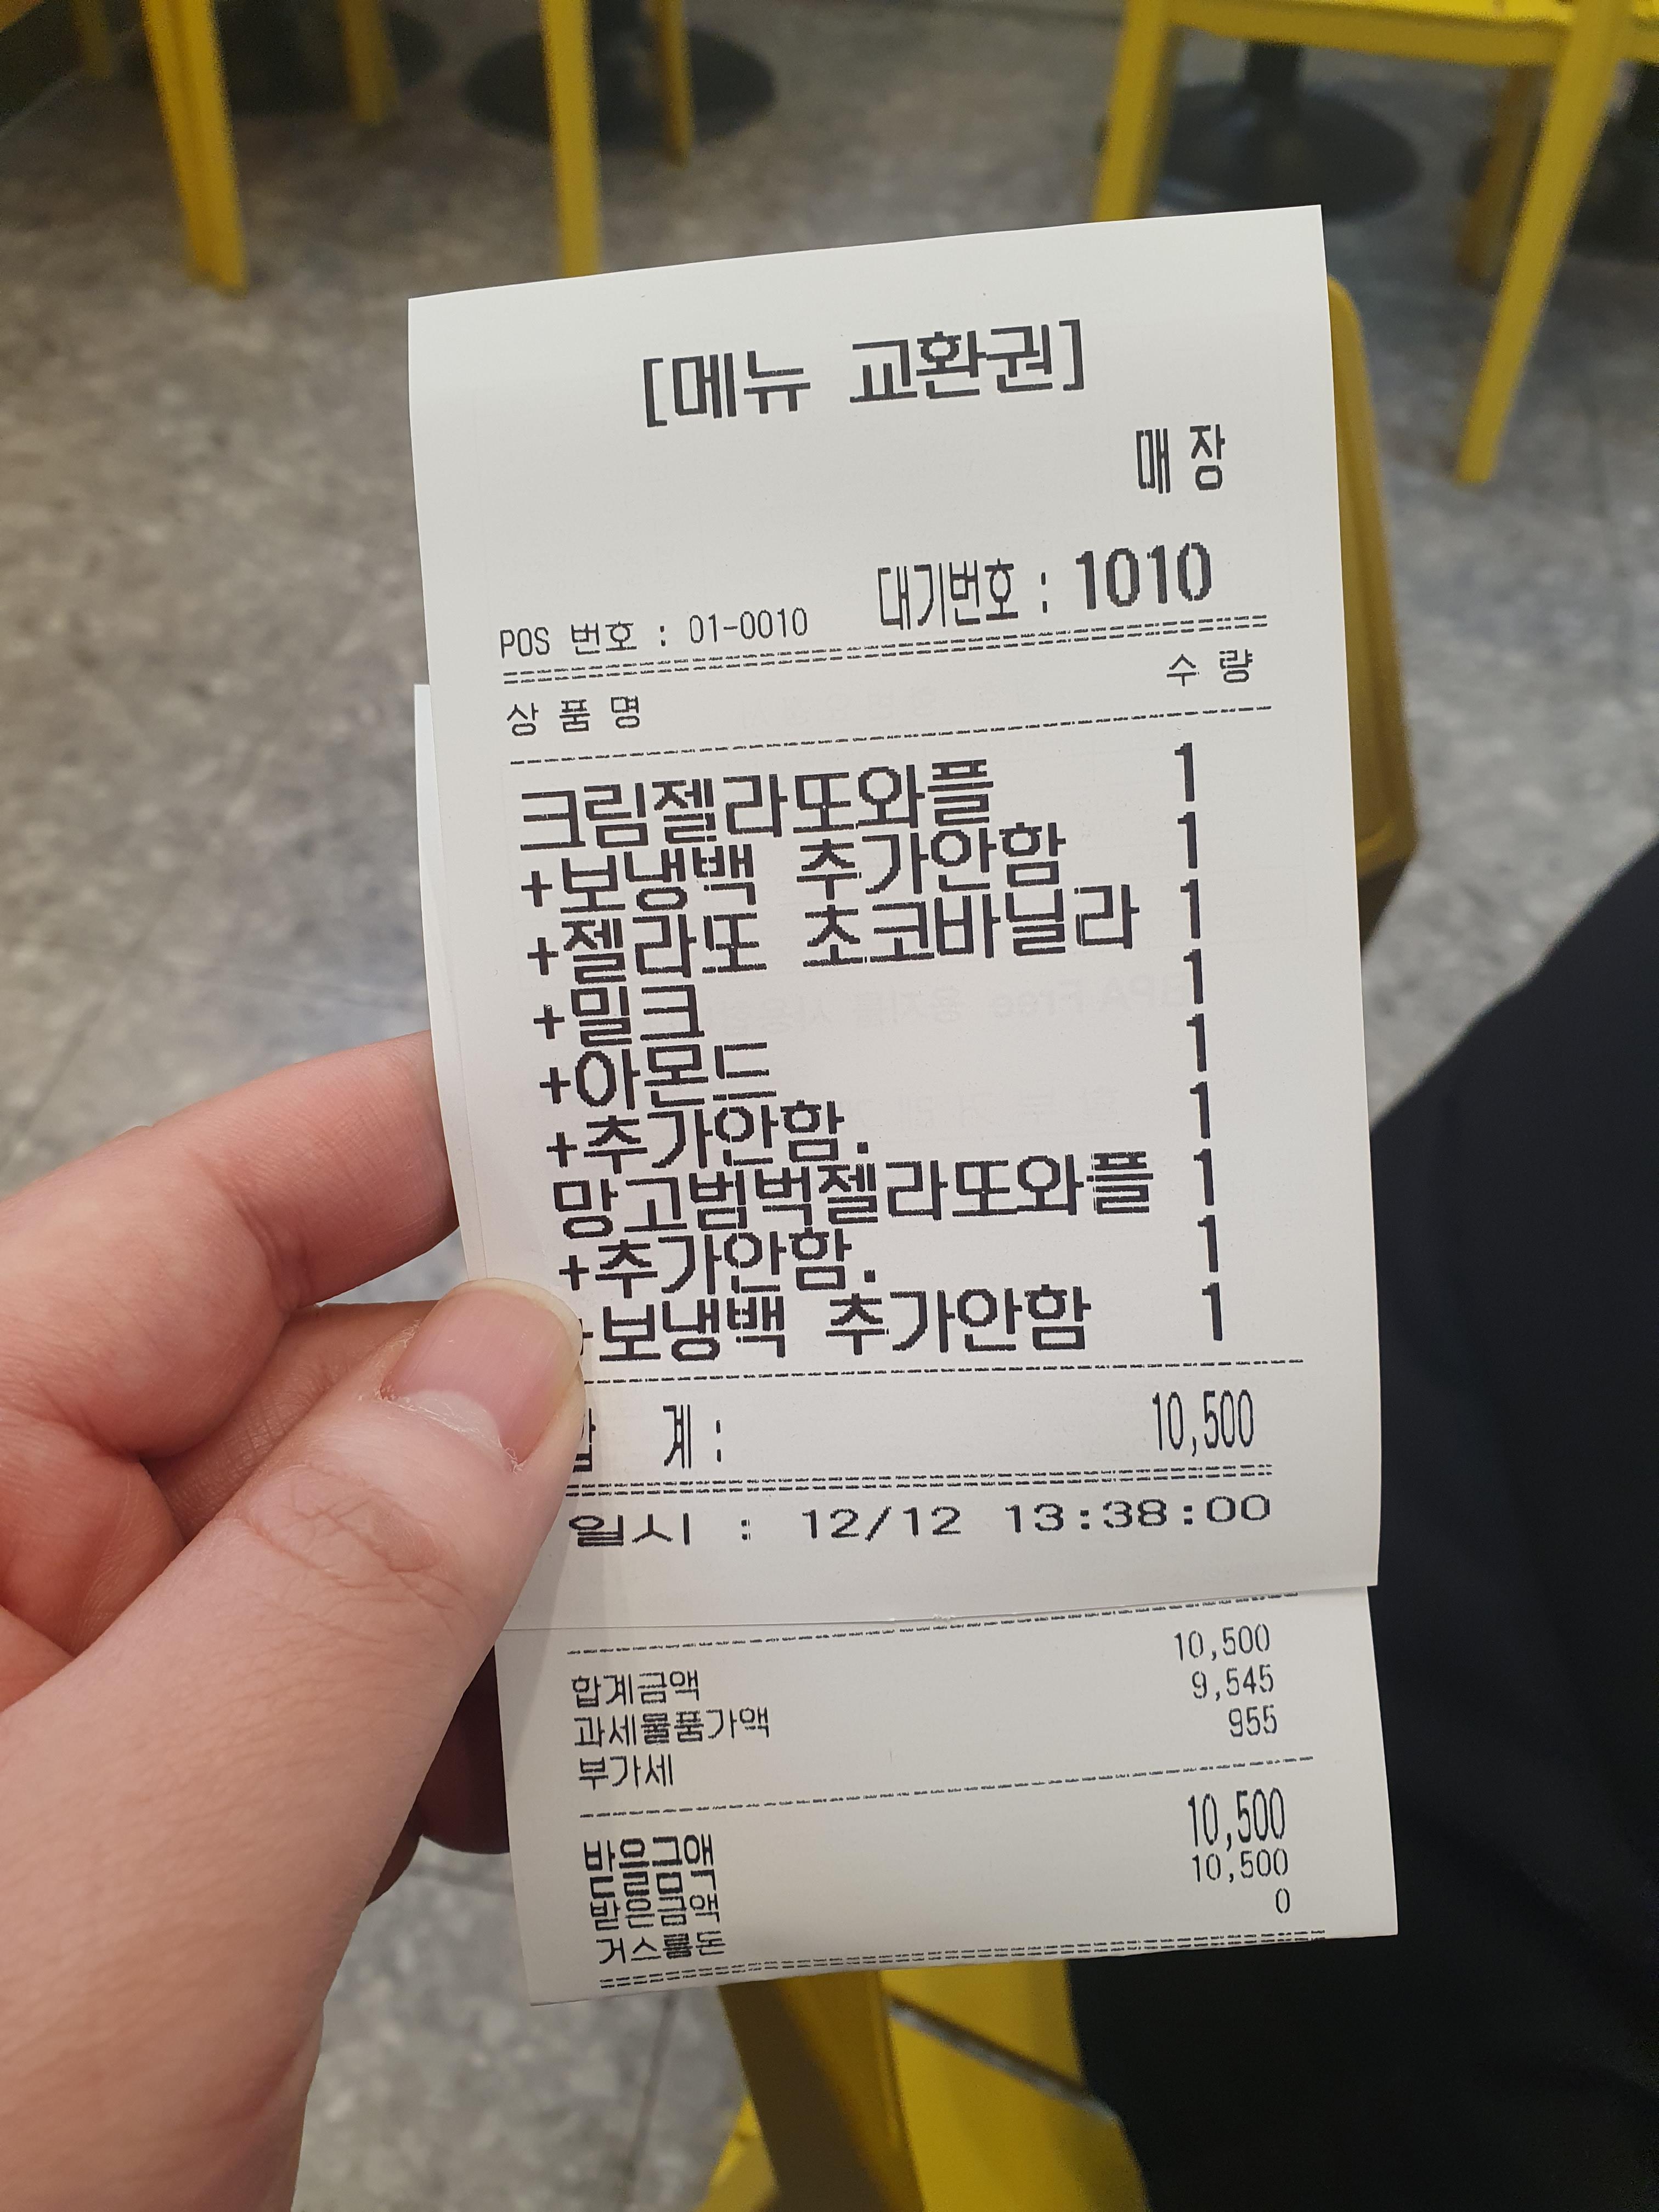 [메뉴 교환권]
매 장
POS 번호 : 01-0010 대기번호 : 1010
상 품 명 수 량
크림젤라또와플 1
+보냉백 추가안함 1
+젤라또 초코바닐라 1
+밀크 1
+아몬드 1
+추가안함. 1
망고범벅젤라또와플 1
+추가안함. 1
+보냉백 추가안함 1
합 계 : 10,500
일시 : 12/12 13:38:00
합계금액 10,500
과세물품가액 9,545
부가세 955
받을금액 10,500
받은금액 10,500
거스름돈 0